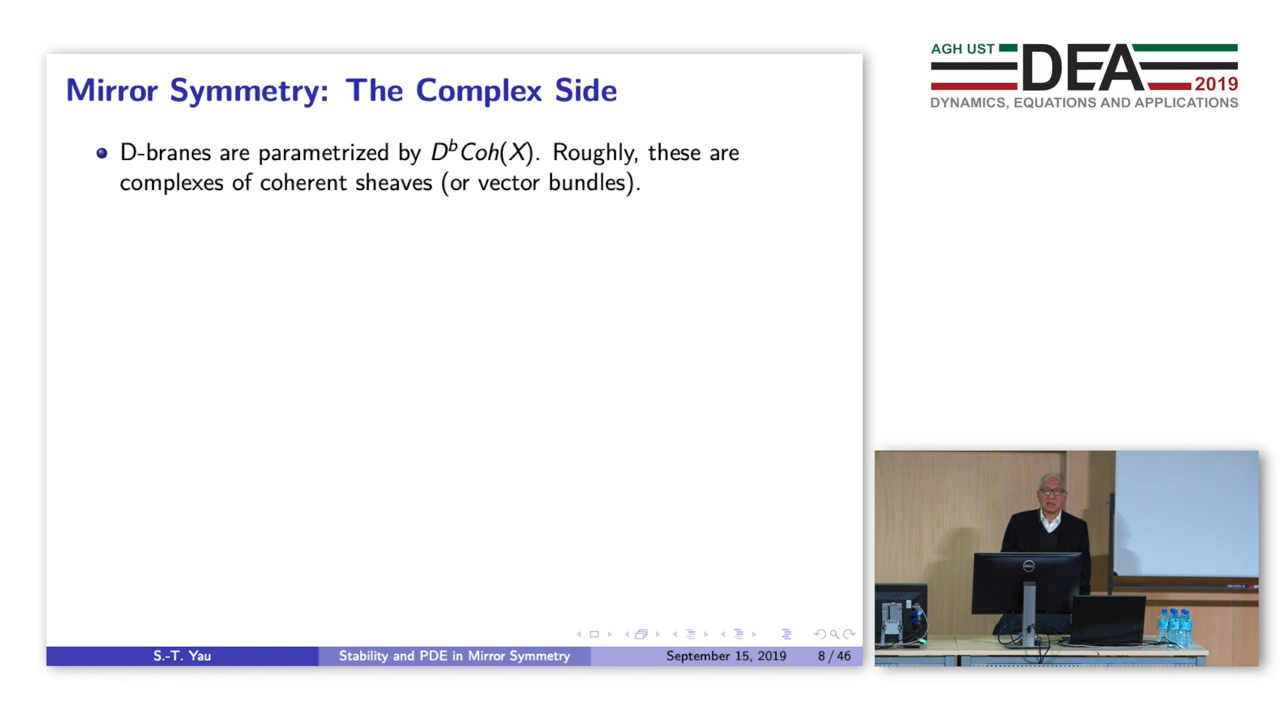 AGH UST
DEA
2019
DYNAMICS, EQUATIONS AND APPLICATIONS
Mirror Symmetry: The Complex Side
D-branes are parametrized by DᵇCoh(X). Roughly, these are
complexes of coherent sheaves (or vector bundles).
S.-T. Yau
Stability and PDE in Mirror Symmetry
September 15, 2019
8 / 46
DELL